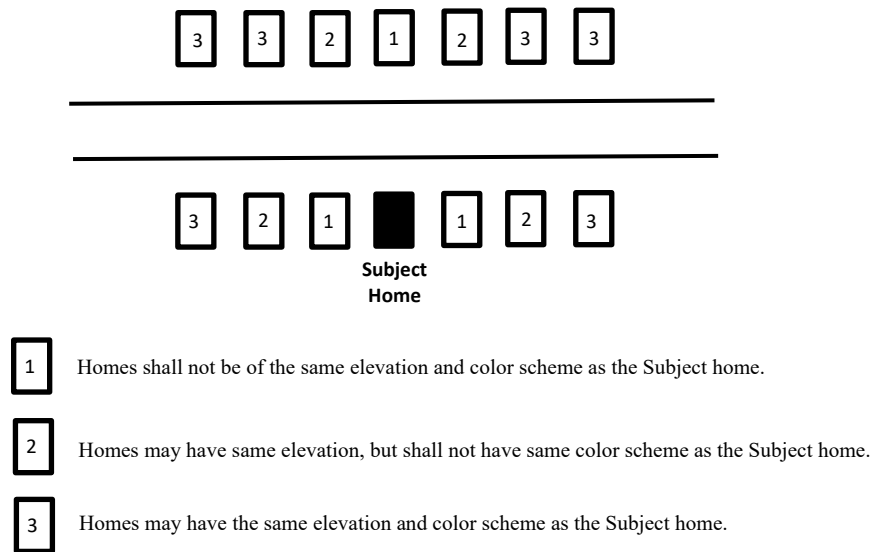 3 3 2 1 2 3 3
3 2 1 1 2 3
Subject
Home
1 Homes shall not be of the same elevation and color scheme as the Subject home.
2 Homes may have same elevation, but shall not have same color scheme as the Subject home.
3 Homes may have the same elevation and color scheme as the Subject home.